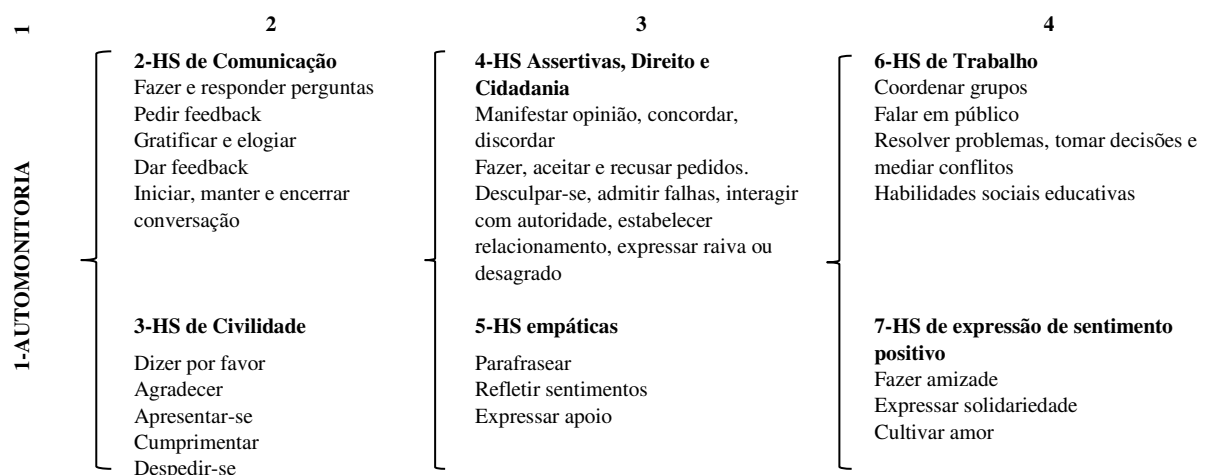 1
2
3
4
1-AUTOMONITORIA
2-HS de Comunicação
Fazer e responder perguntas
Pedir feedback
Gratificar e elogiar
Dar feedback
Iniciar, manter e encerrar
conversação
3-HS de Civilidade
Dizer por favor
Agradecer
Apresentar-se
Cumprimentar
Despedir-se
4-HS Assertivas, Direito e
Cidadania
Manifestar opinião, concordar,
discordar
Fazer, aceitar e recusar pedidos.
Desculpar-se, admitir falhas, interagir
com autoridade, estabelecer
relacionamento, expressar raiva ou
desagrado
5-HS empáticas
Parafrasear
Refletir sentimentos
Expressar apoio
6-HS de Trabalho
Coordenar grupos
Falar em público
Resolver problemas, tomar decisões e
mediar conflitos
Habilidades sociais educativas
7-HS de expressão de sentimento
positivo
Fazer amizade
Expressar solidariedade
Cultivar amor